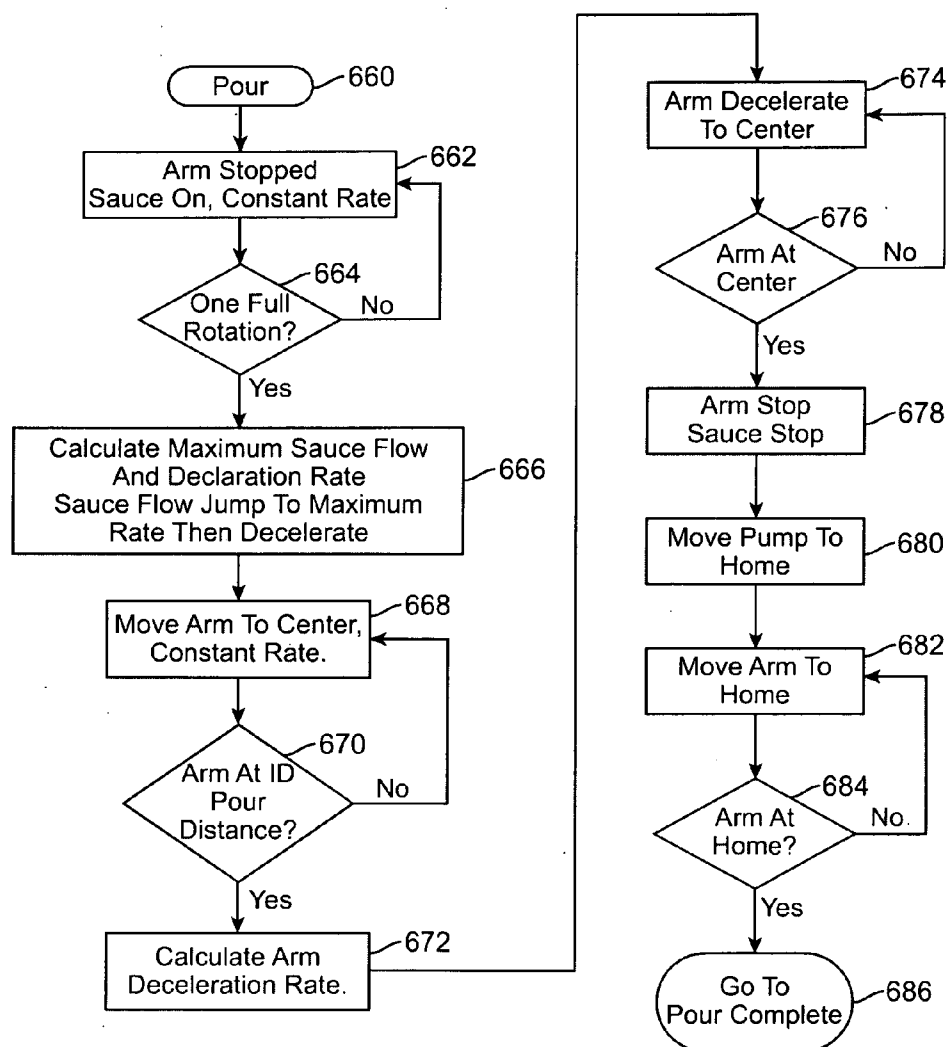 Pour
660
Arm Stopped
Sauce On, Constant Rate
662
One Full
Rotation?
664
No
Yes
Calculate Maximum Sauce Flow
And Declaration Rate
Sauce Flow Jump To Maximum
Rate Then Decelerate
666
Move Arm To Center,
Constant Rate.
668
Arm At ID
Pour
Distance?
670
No
Yes
Calculate Arm
Deceleration Rate.
672
Arm Decelerate
To Center
674
Arm At
Center
676
No
Yes
Arm Stop
Sauce Stop
678
Move Pump To
Home
680
Move Arm To
Home
682
Arm At
Home?
684
No.
Yes
Go To
Pour Complete
686